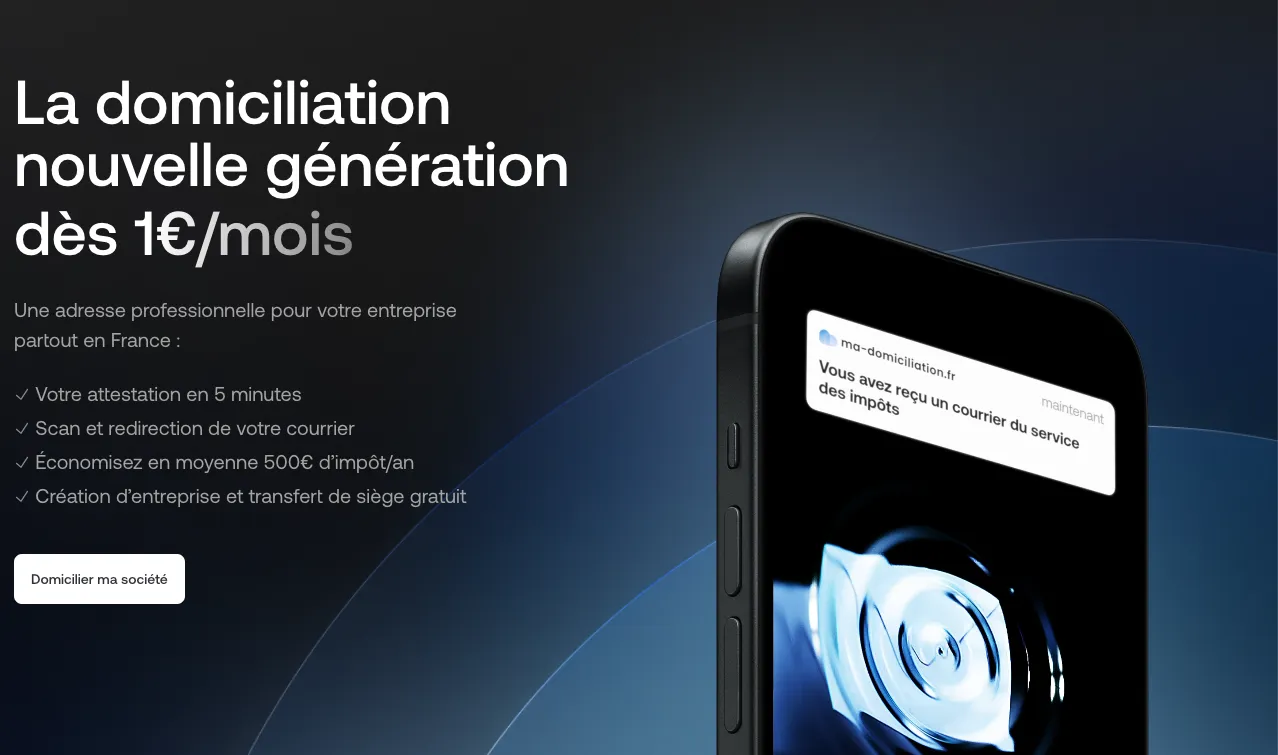 La domiciliation
nouvelle génération
dès 1€/mois
Une adresse professionnelle pour votre entreprise
partout en France :
✓ Votre attestation en 5 minutes
✓ Scan et redirection de votre courrier
✓ Économisez en moyenne 500€ d’impôt/an
✓ Création d’entreprise et transfert de siège gratuit
Domicilier ma société
ma-domiciliation.fr
maintenant
Vous avez reçu un courrier du service
des impôts